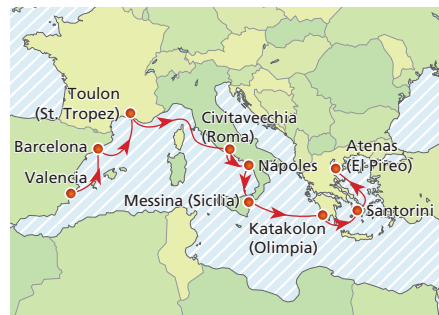 Toulon
(St. Tropez)
Civitavecchia
(Roma)
Barcelona
Atenas
(El Pireo)
Valencia
Nápoles
Messina (Sicilia)
Santorini
Katakolon
(Olimpia)